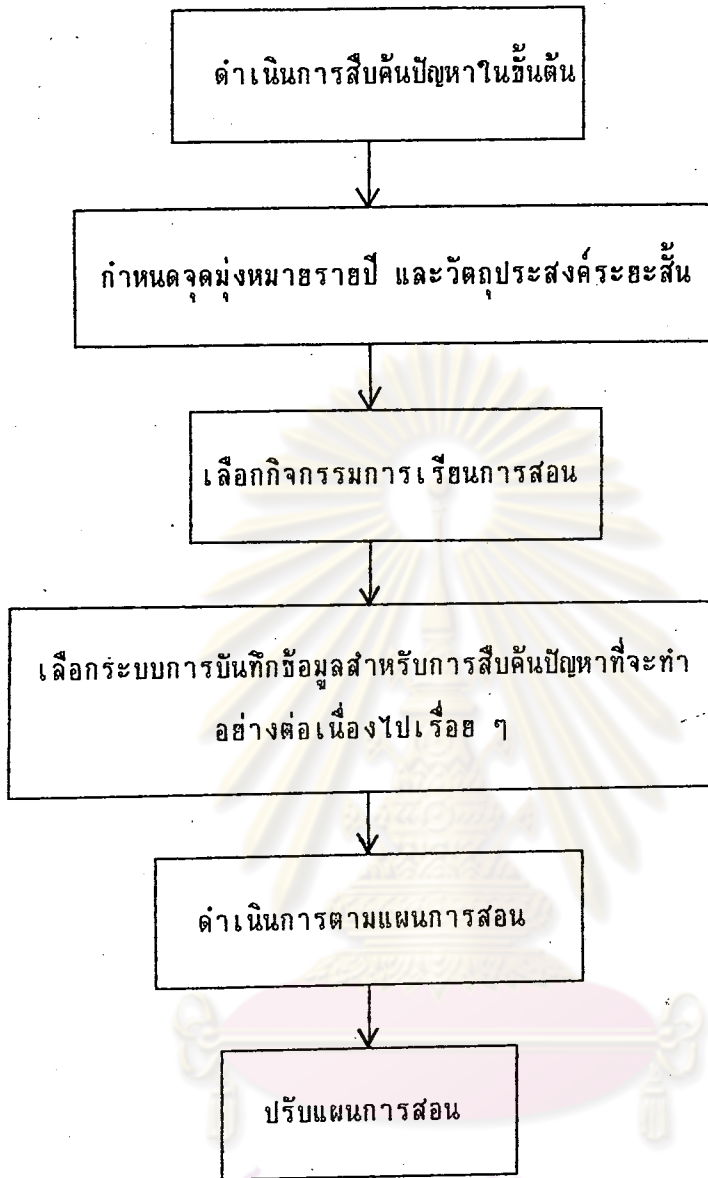 ดำเนินการสืบค้นปัญหาในขั้นต้น
กำหนดจุดมุ่งหมายรายปี และวัตถุประสงค์ระยะสั้น
เลือกกิจกรรมการเรียนการสอน
เลือกระบบการบันทึกข้อมูลสำหรับการสืบค้นปัญหาที่จะทำ
อย่างต่อเนื่องไปเรื่อย ๆ
ดำเนินการตามแผนการสอน
ปรับแผนการสอน